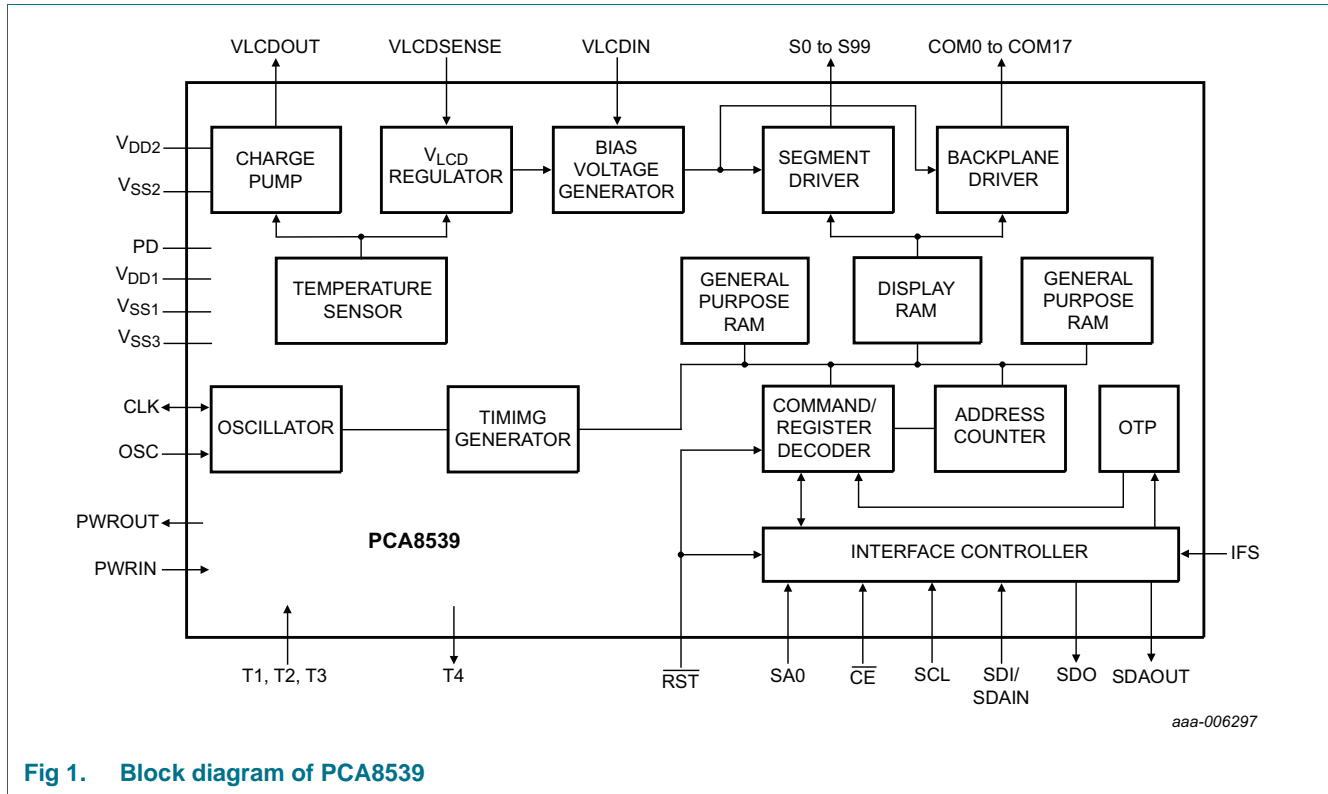 VLCDOUT VLCDSENSE VLCDIN S0 to S99 COM0 to COM17
VDD2
VSS2
CHARGE
PUMP
VLCD
REGULATOR
BIAS
VOLTAGE
GENERATOR
SEGMENT
DRIVER
BACKPLANE
DRIVER
PD
VDD1
VSS1
VSS3
TEMPERATURE
SENSOR
GENERAL
PURPOSE
RAM
DISPLAY
RAM
GENERAL
PURPOSE
RAM
CLK
OSC
OSCILLATOR
TIMIMG
GENERATOR
COMMAND/
REGISTER
DECODER
ADDRESS
COUNTER
OTP
PWROUT
PWRIN
PCA8539
INTERFACE CONTROLLER
IFS
T1, T2, T3
T4
RST
SA0
CE
SCL
SDI/
SDAIN
SDO
SDAOUT
aaa-006297
Fig 1. Block diagram of PCA8539